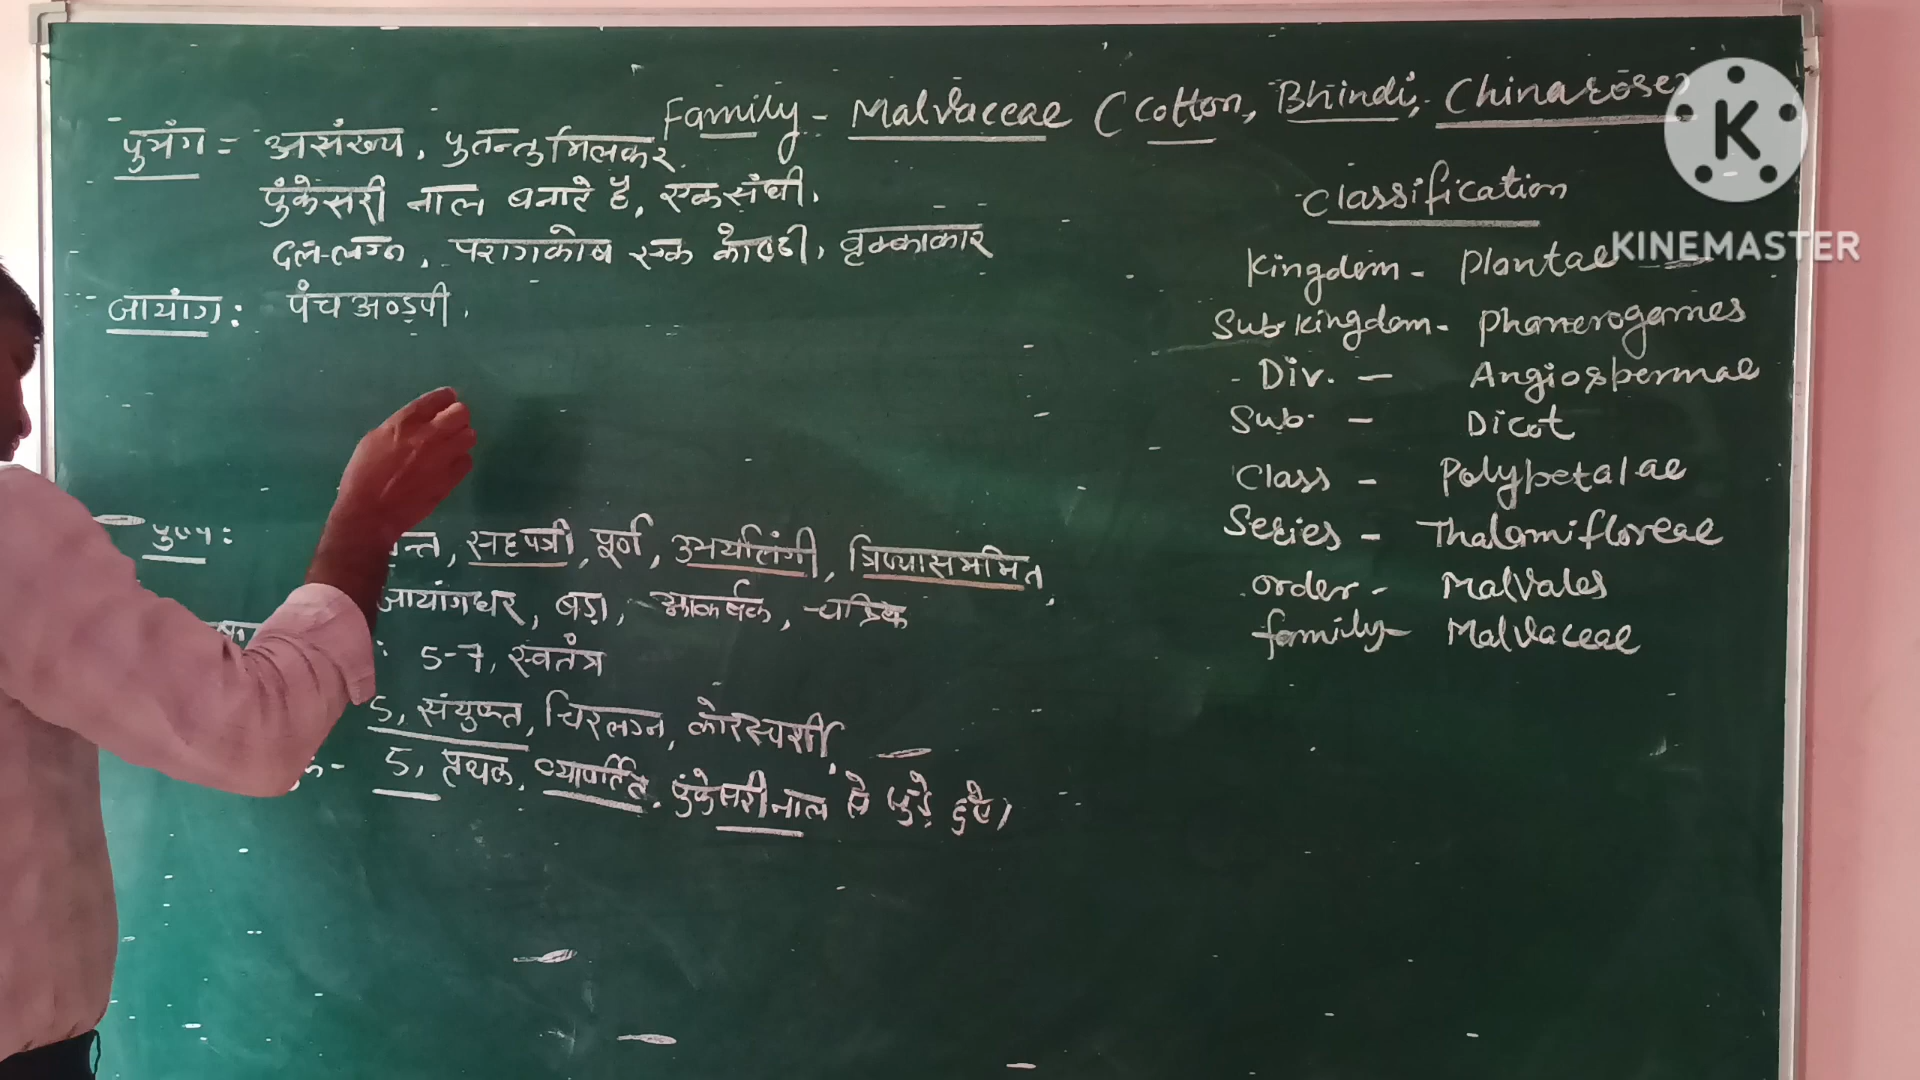 Family - Malvaceae (Cotton, Bhindi, Chinarose)
पुमंग = असंख्य, पुतन्तु मिलकर
पुंकेसरी नाल बनाते है, एकसंघी,
दललग्न, परागकोष एक कोष्ठी, वृक्काकार
जायांग: पंच अण्डपी,
पुष्प: सहपत्री, पूर्ण, उभयलिंगी, त्रिज्यासममित,
जायांगधर, बड़ा, आकर्षक, चक्रिक
: 5-7, स्वतंत्र
5, संयुक्त, चिरलग्न, कोरस्पर्शी,
5, पृथक, व्यावर्तित, पुंकेसरी नाल से जुड़े हुए।
Classification
Kingdom - Plantae
Sub kingdom - Phanerogames
Div. - Angiospermae
Sub. - Dicot
Class - Polypetalae
Series - Thalamifloreae
order - Malvales
family - Malvaceae
K
KINEMASTER